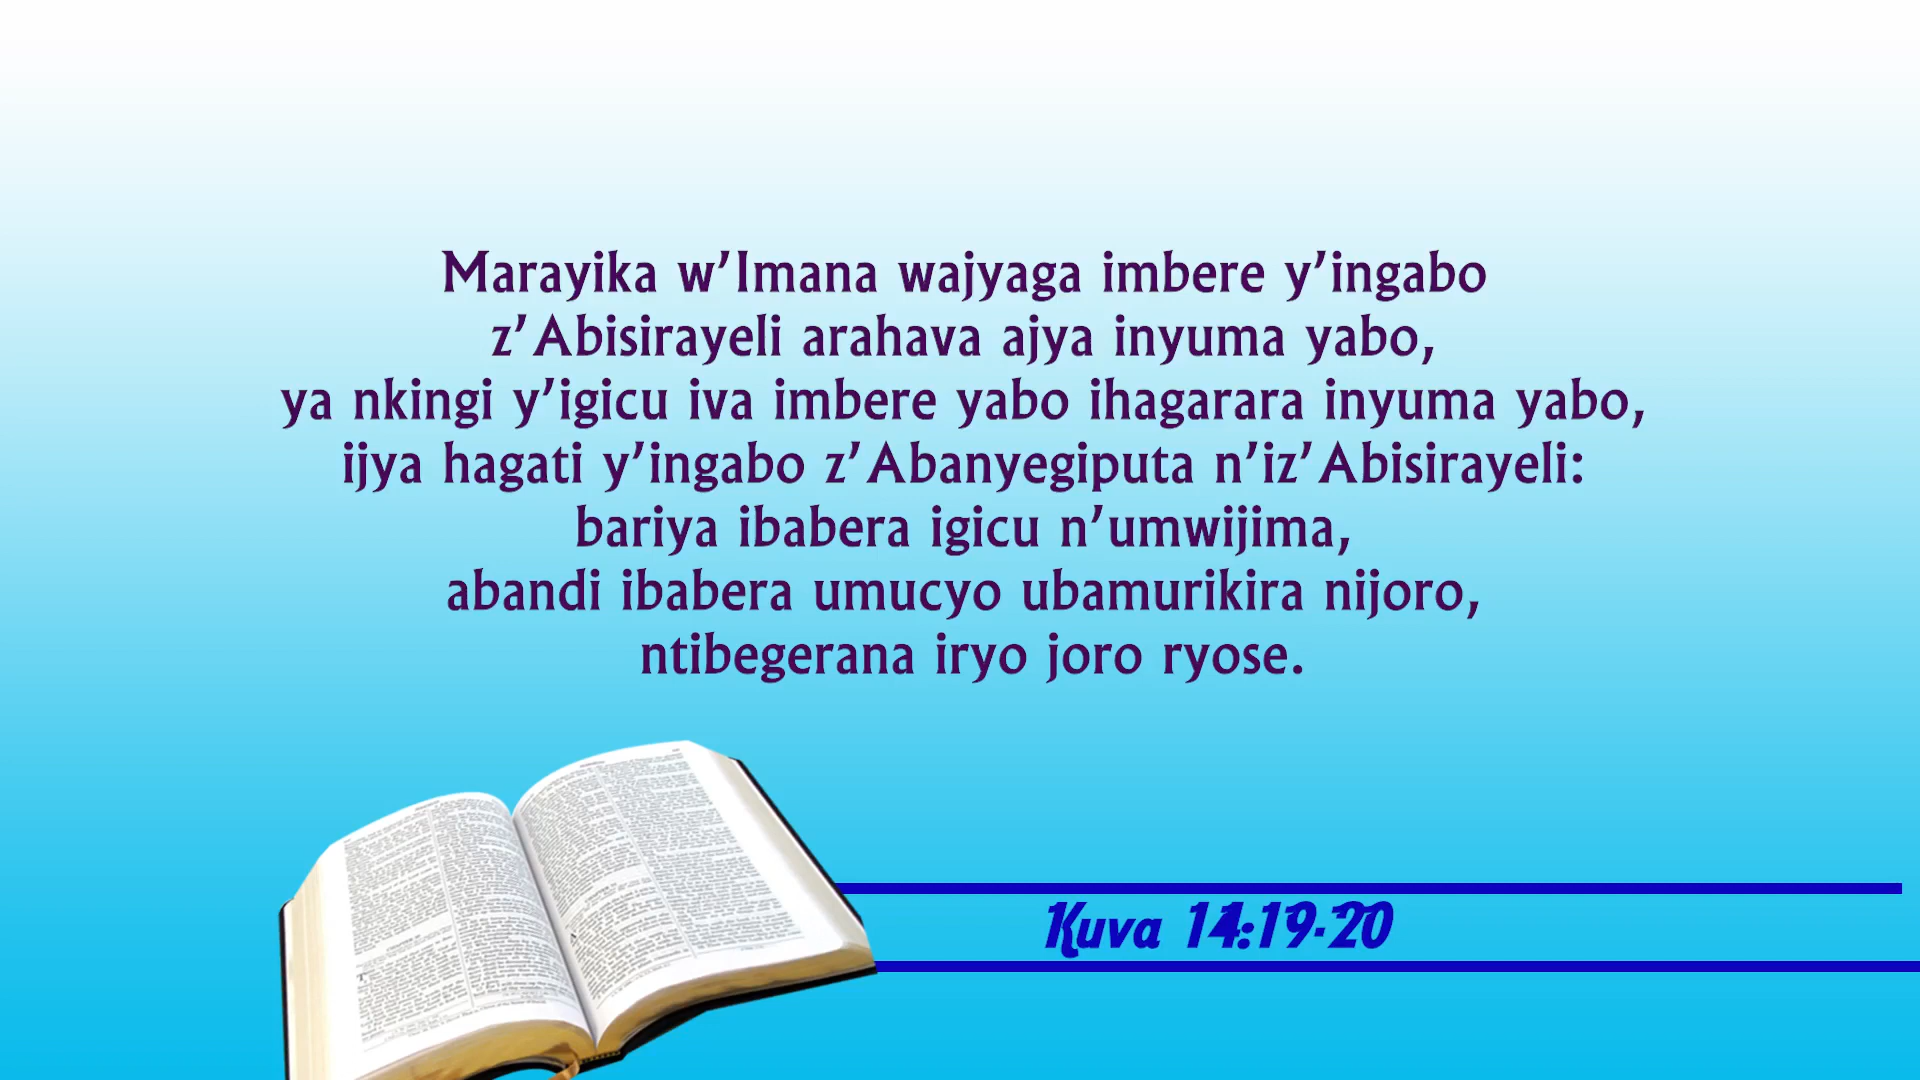 Marayika w’Imana wajyaga imbere y’ingabo
z’Abisirayeli arahava ajya inyuma yabo,
ya nkingi y’igicu iva imbere yabo ihagarara inyuma yabo,
ijya hagati y’ingabo z’Abanyegiputa n’iz’Abisirayeli:
bariya ibabera igicu n’umwijima,
abandi ibabera umucyo ubamurikira nijoro,
ntibegerana iryo joro ryose.
Kuva 14:19-20